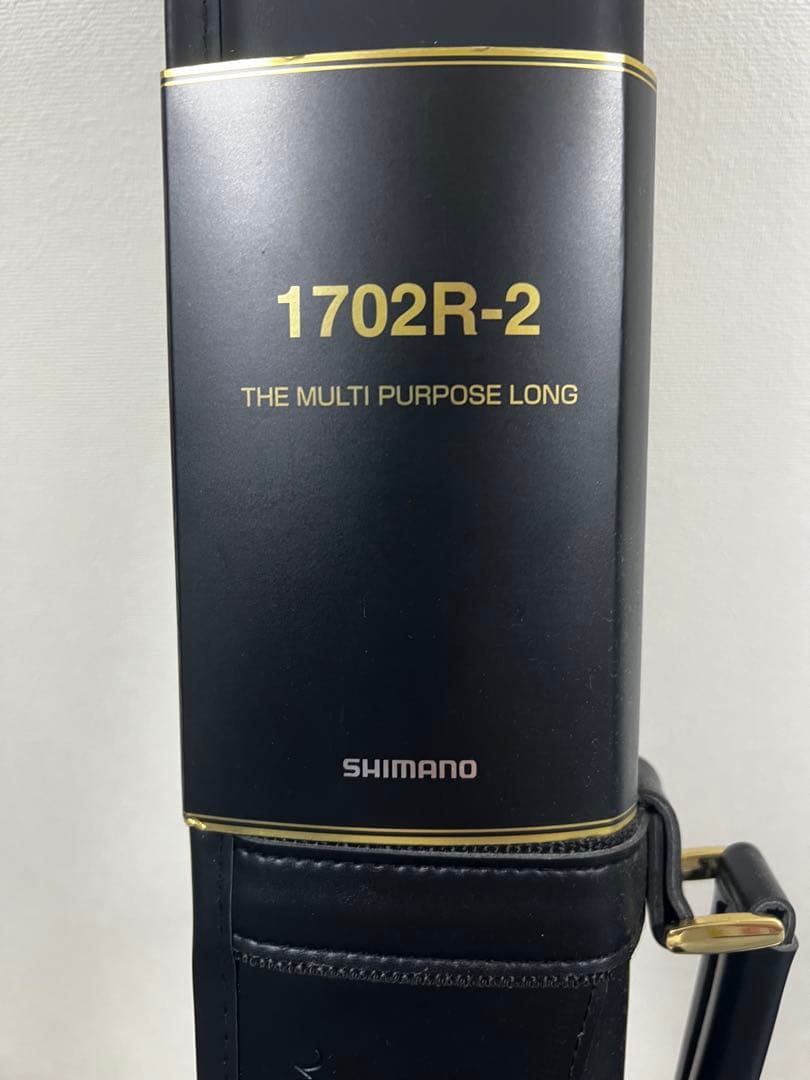 1702R-2
THE MULTI PURPOSE LONG
SHIMANO